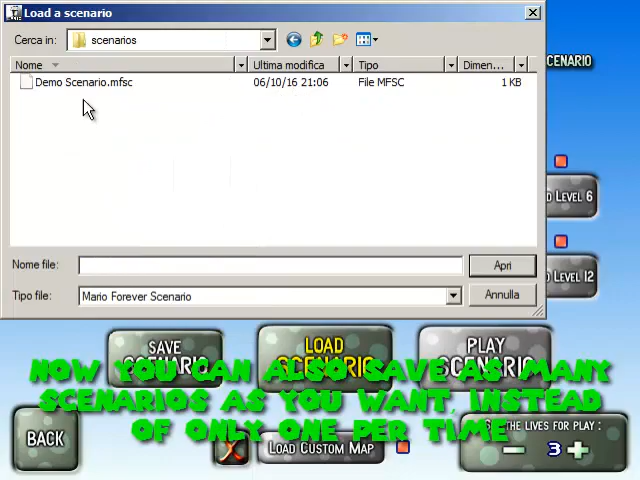 Load a scenario
Cerca in: scenarios
Nome Ultima modifica Tipo Dimen...
Demo Scenario.mfsc 06/10/16 21:06 File MFSC 1 KB
Nome file: Apri
Tipo file: Mario Forever Scenario Annulla
CENARIO
D LEVEL 6
D LEVEL 12
SAVE SCENARIO
LOAD SCENARIO
PLAY SCENARIO
NOW YOU CAN ALSO SAVE AS MANY
SCENARIOS AS YOU WANT, INSTEAD
OF ONLY ONE PER TIME
BACK
X
LOAD CUSTOM MAP
THE LIVES FOR PLAY:
- 3 +